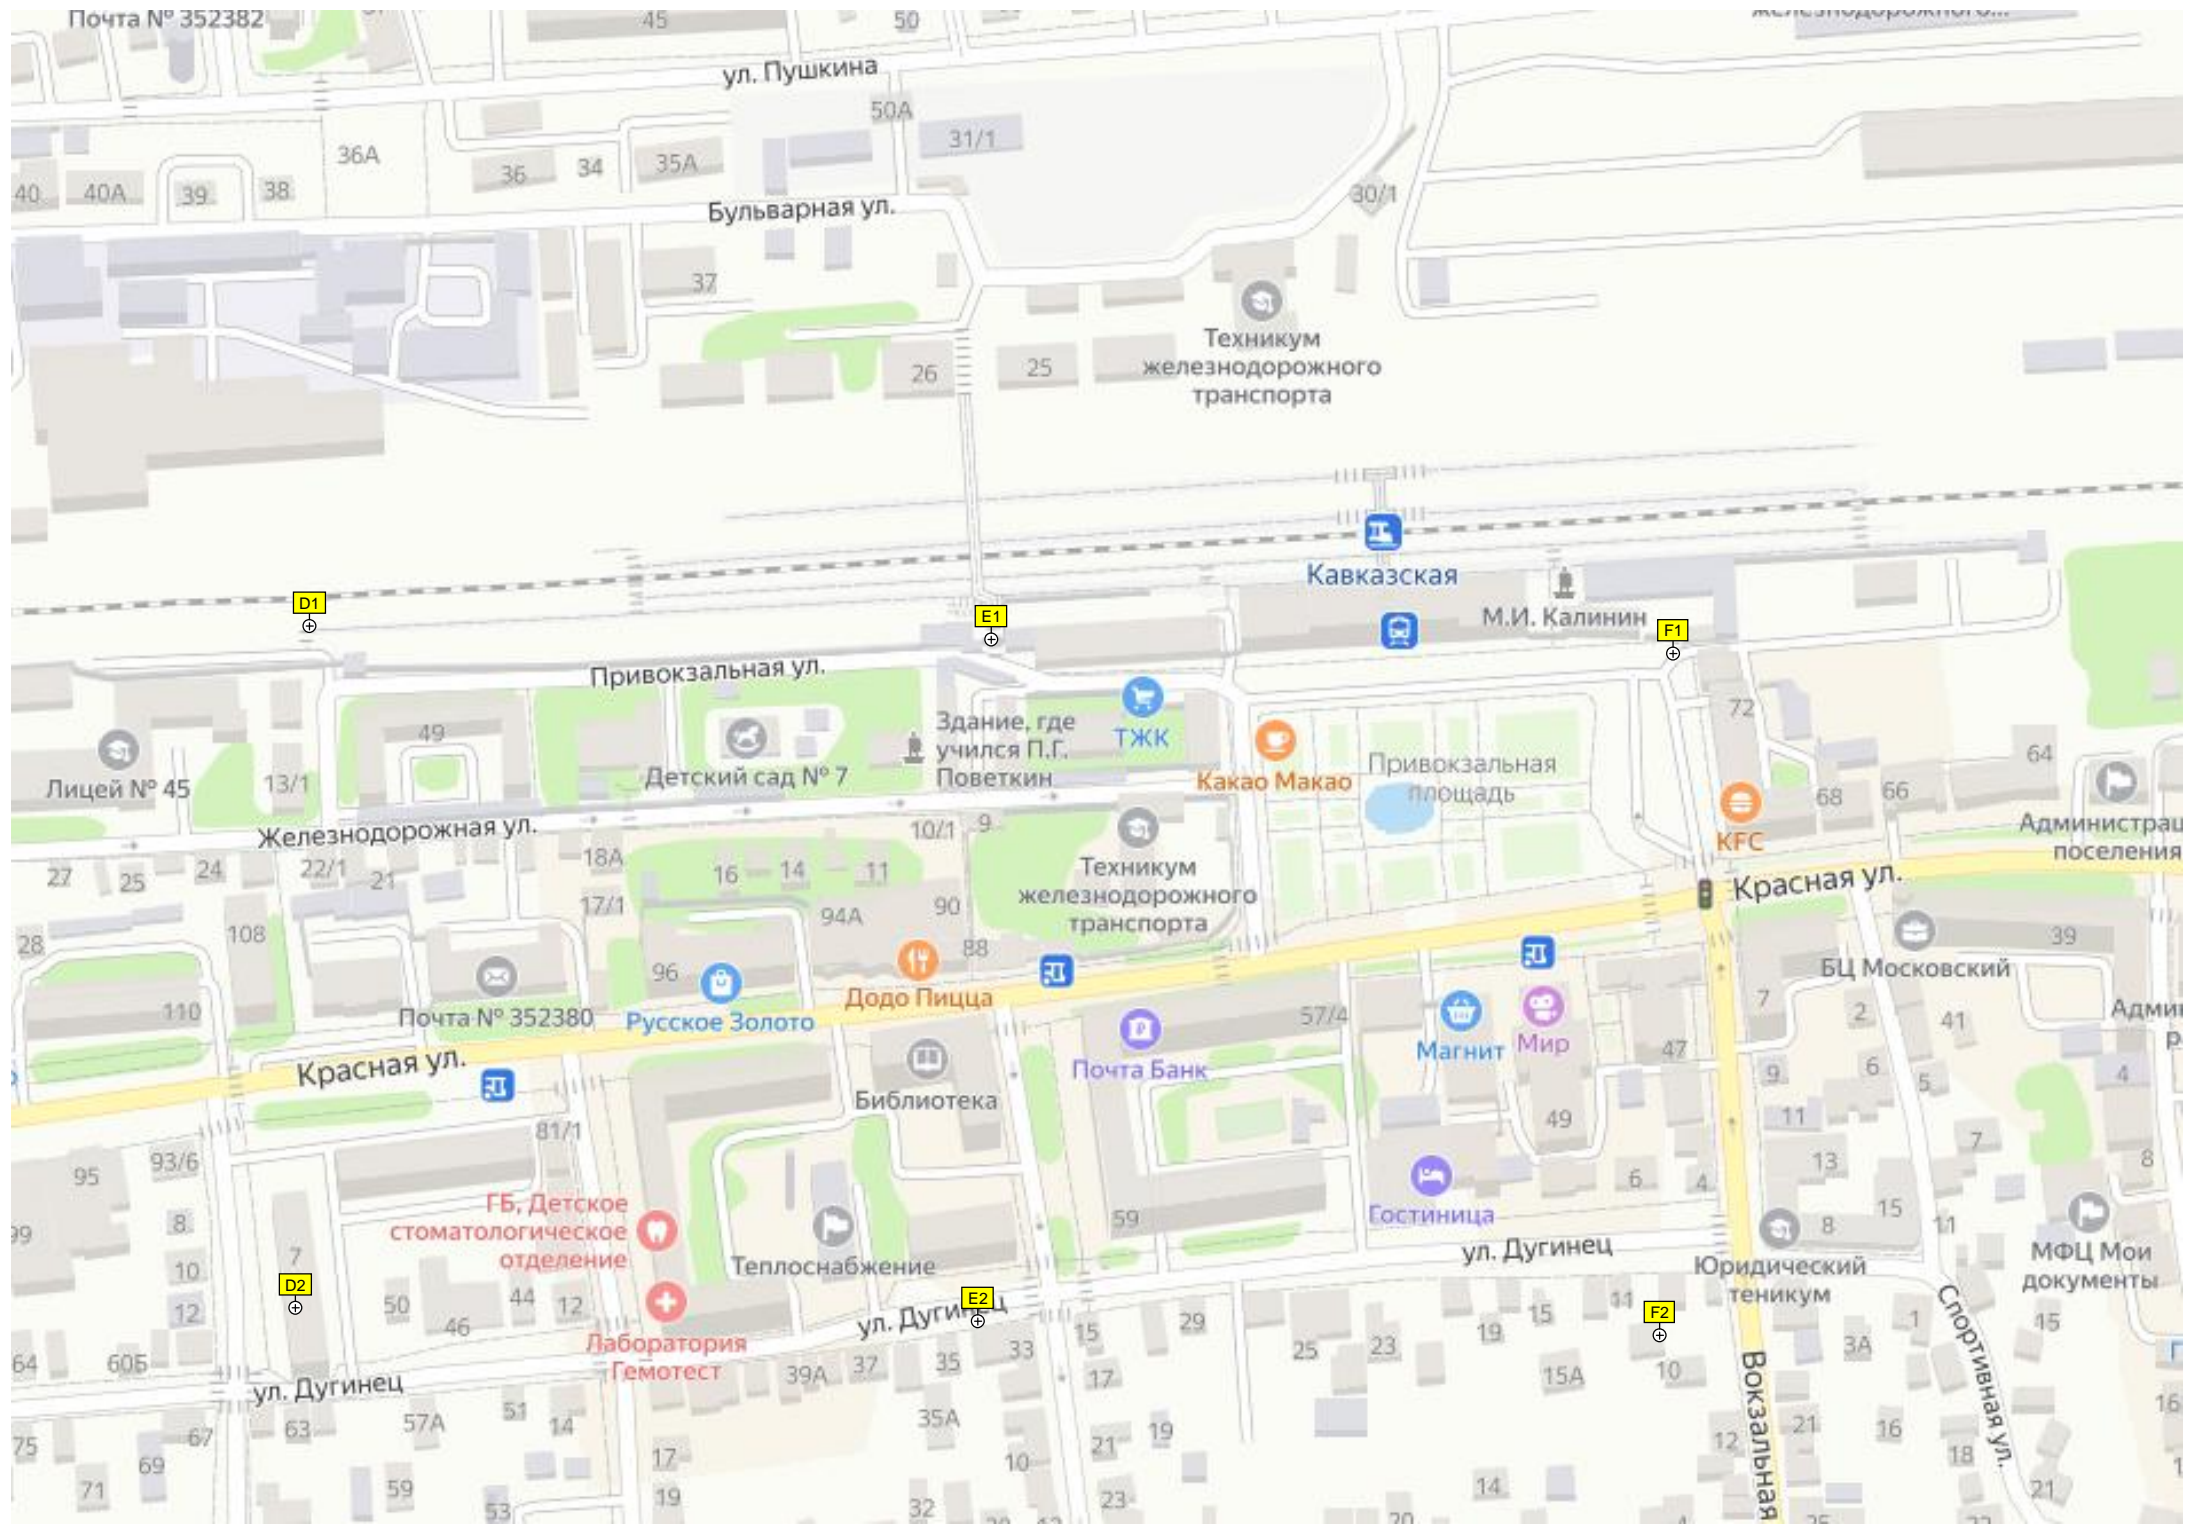 Почта № 352382
45
50
ул. Пушкина
50А
31/1
36А
36
34
35А
30/1
40
40А
39
38
Бульварная ул.
37
Техникум
железнодорожного
транспорта
26
25
Кавказская
М.И. Калинин
D1
E1
F1
Привокзальная ул.
49
Лицей № 45
13/1
Детский сад № 7
Здание, где
учился П.Г.
Поветкин
ТЖК
Какао Макао
Привокзальная
площадь
72
KFC
68
66
64
Администрац
поселения
Железнодорожная ул.
27
25
24
22/1
21
18А
17/1
16
14
11
10/1
9
94А
90
88
Техникум
железнодорожного
транспорта
Красная ул.
28
108
110
Почта № 352380
96
Русское Золото
Додо Пицца
57/4
Почта Банк
Магнит
Мир
47
7
БЦ Московский
39
2
41
Красная ул.
Библиотека
9
6
5
4
11
49
81/1
95
93/6
8
10
12
99
7
ГБ, Детское
стоматологическое
отделение
Теплоснабжение
59
Гостиница
6
4
13
15
8
11
7
8
ул. Дугинец
Юридический
теникум
МФЦ Мои
документы
D2
E2
F2
50
44
12
46
Лаборатория
Гемотест
ул. Дугинец
64
60Б
39А
37
35
33
15
17
29
25
23
19
15
11
15А
10
1
3А
15
Спортивная ул.
ул. Дугинец
75
67
63
57А
51
14
69
71
59
53
17
19
35А
10
32
21
19
23
14
20
Вокзальная
12
21
16
18
21
16